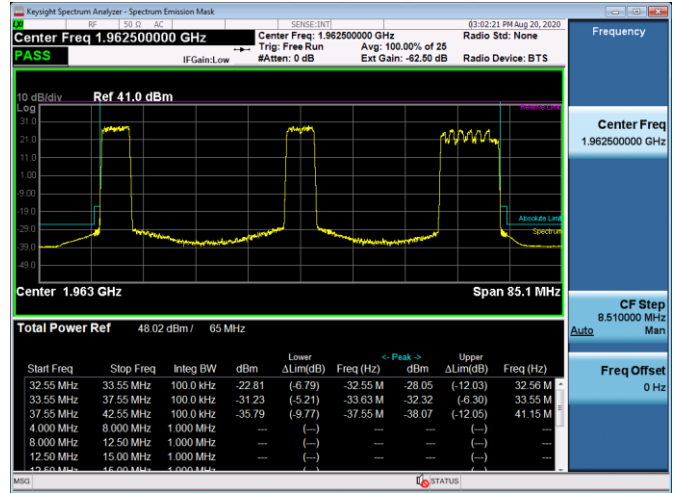 Keysight Spectrum Analyzer - Spectrum Emission Mask
LXI RF 50 Ω AC SENSE:INT 03:02:21 PM Aug 20, 2020
Center Freq 1.962500000 GHz Center Freq: 1.962500000 GHz Radio Std: None
Trig: Free Run Avg: 100.00% of 25
PASS IFGain:Low #Atten: 0 dB Ext Gain: -62.50 dB Radio Device: BTS
Frequency
10 dB/div Ref 41.0 dBm
Log
Relative Limit
31.0
21.0
11.0
1.00
-9.00
-19.0
Absolute Limit
-29.0
Spectrum
-39.0
-49.0
Center 1.963 GHz Span 85.1 MHz
Center Freq
1.962500000 GHz
CF Step
8.510000 MHz
Auto Man
Freq Offset
0 Hz
Total Power Ref 48.02 dBm / 65 MHz
Lower <- Peak -> Upper
Start Freq Stop Freq Integ BW dBm ΔLim(dB) Freq (Hz) dBm ΔLim(dB) Freq (Hz)
32.55 MHz 33.55 MHz 100.0 kHz -22.81 (-6.79) -32.55 M -28.05 (-12.03) 32.56 M
33.55 MHz 37.55 MHz 100.0 kHz -31.23 (-5.21) -33.63 M -32.32 (-6.30) 33.55 M
37.55 MHz 42.55 MHz 100.0 kHz -35.79 (-9.77) -37.55 M -38.07 (-12.05) 41.15 M
4.000 MHz 8.000 MHz 1.000 MHz --- (---) --- (---)
8.000 MHz 12.50 MHz 1.000 MHz --- (---) --- (---)
12.50 MHz 15.00 MHz 1.000 MHz --- (---) --- (---)
12.50 MHz 15.00 MHz 1.000 MHz
MSG STATUS